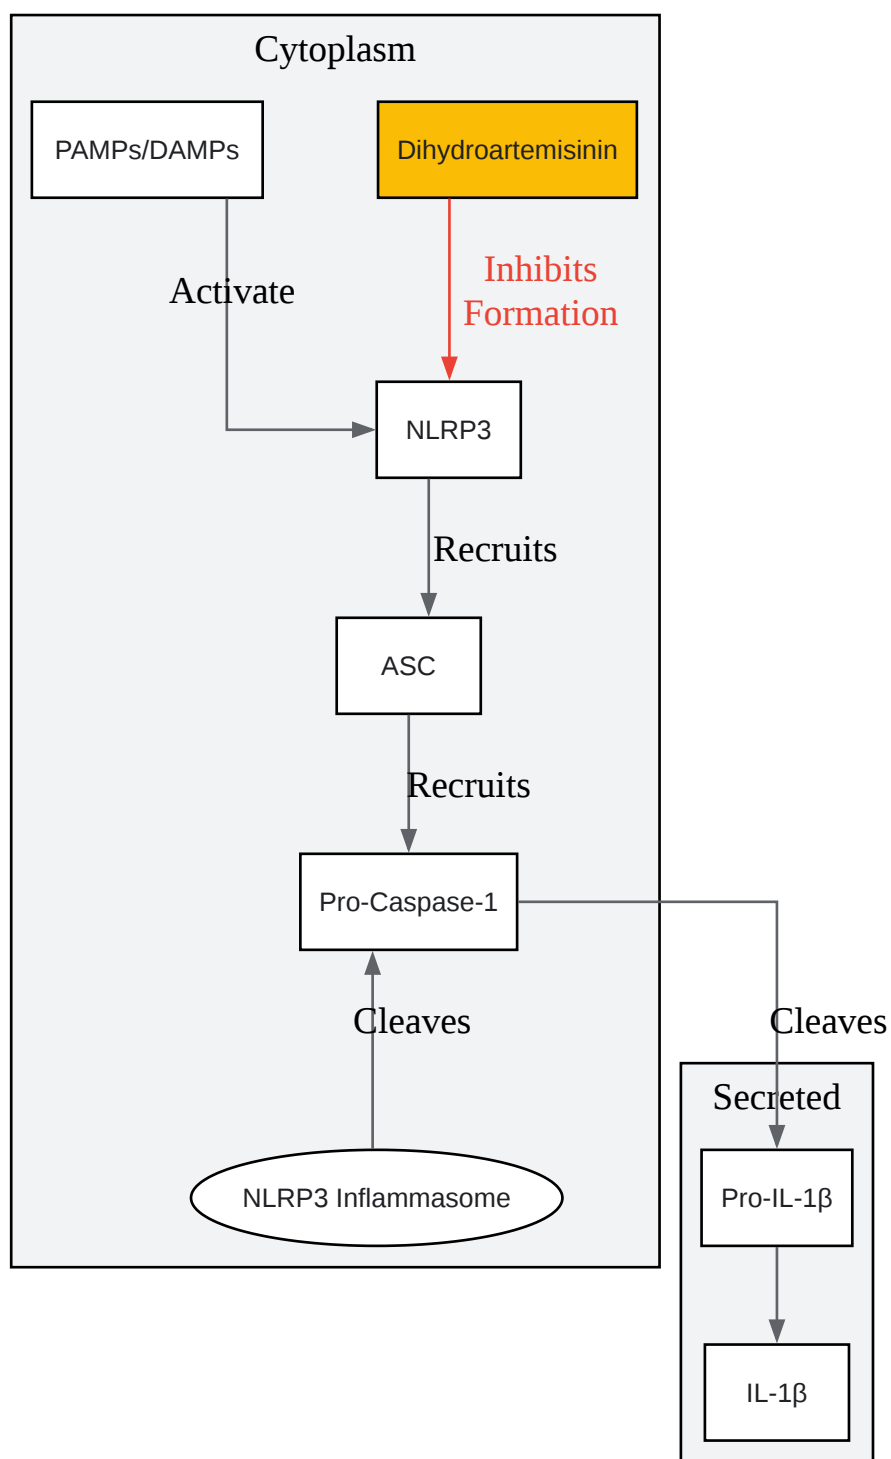 Cytoplasm
PAMPs/DAMPs
Dihydroartemisinin
Activate
Inhibits
Formation
NLRP3
Recruits
ASC
Recruits
Pro-Caspase-1
Cleaves
Cleaves
Secreted
NLRP3 Inflammasome
Pro-IL-1β
IL-1β